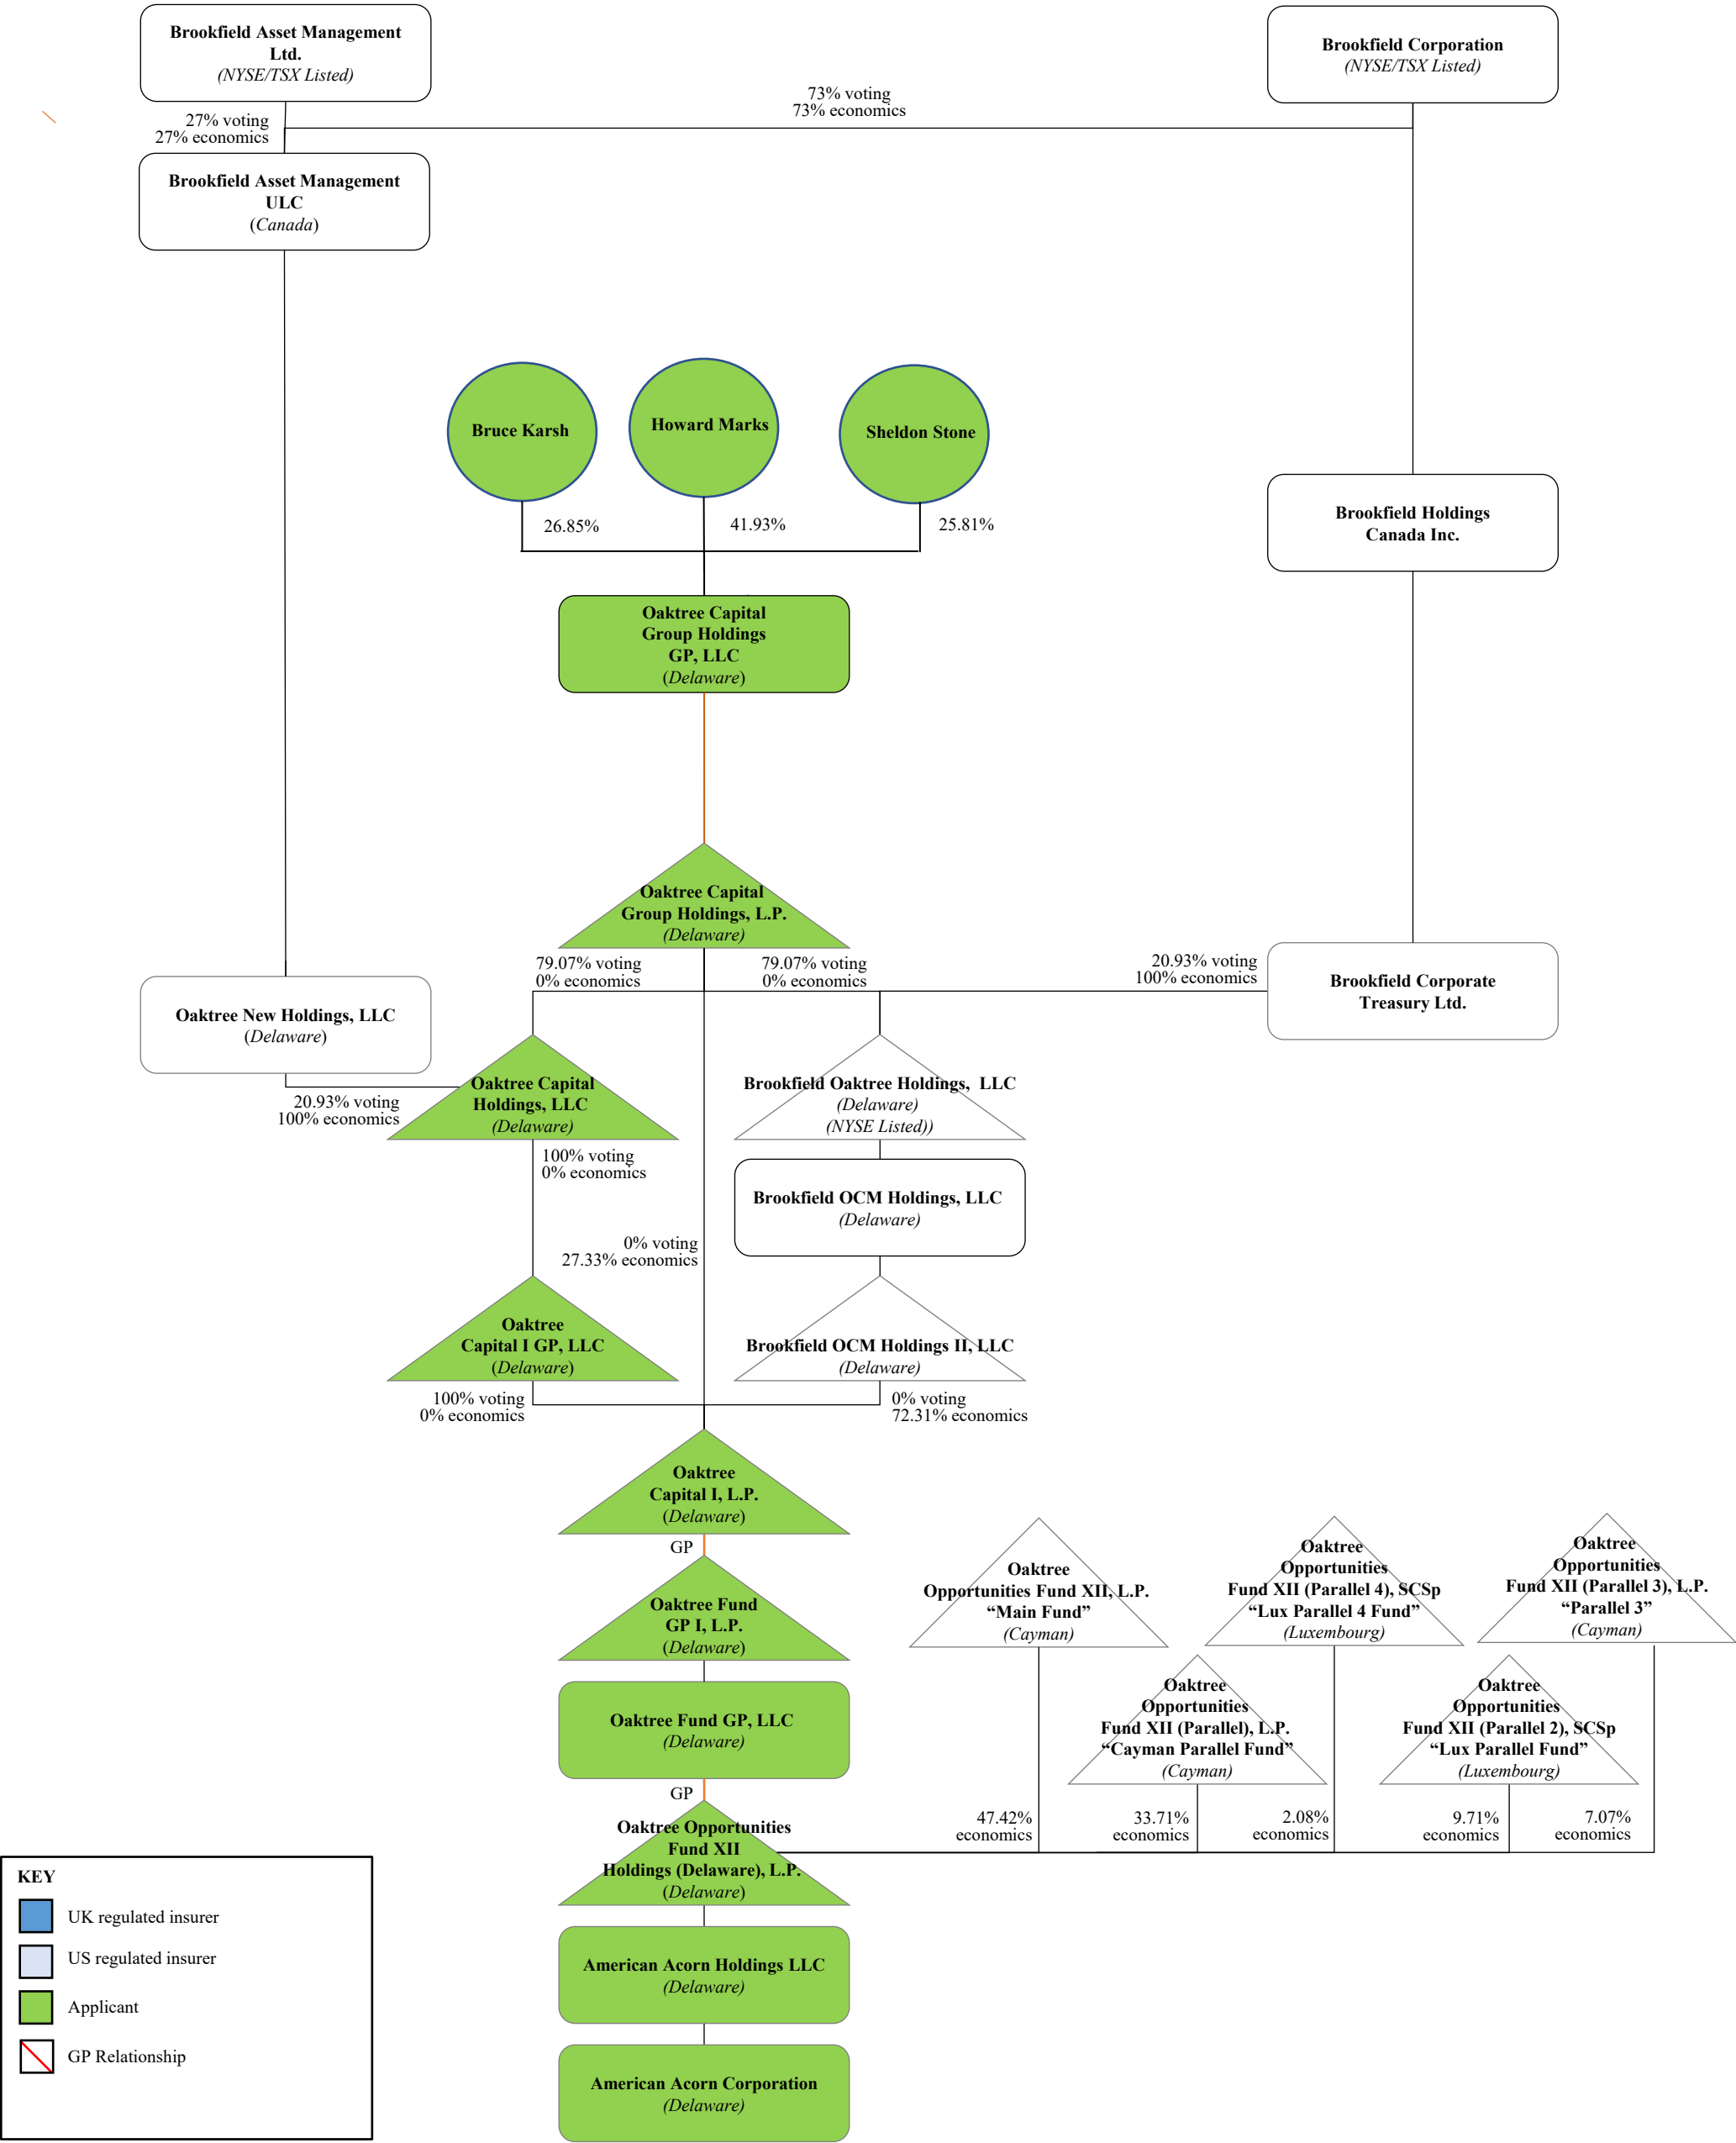 Brookfield Asset Management
Ltd.
(NYSE/TSX Listed)
Brookfield Corporation
(NYSE/TSX Listed)
73% voting
73% economics
27% voting
27% economics
Brookfield Asset Management
ULC
(Canada)
Bruce Karsh
Howard Marks
Sheldon Stone
26.85%
41.93%
25.81%
Brookfield Holdings
Canada Inc.
Oaktree Capital
Group Holdings
GP, LLC
(Delaware)
Oaktree Capital
Group Holdings, L.P.
(Delaware)
79.07% voting
0% economics
79.07% voting
0% economics
20.93% voting
100% economics
Brookfield Corporate
Treasury Ltd.
Oaktree New Holdings, LLC
(Delaware)
20.93% voting
100% economics
Oaktree Capital
Holdings, LLC
(Delaware)
Brookfield Oaktree Holdings, LLC
(Delaware)
(NYSE Listed))
100% voting
0% economics
Brookfield OCM Holdings, LLC
(Delaware)
0% voting
27.33% economics
Oaktree
Capital I GP, LLC
(Delaware)
Brookfield OCM Holdings II, LLC
(Delaware)
100% voting
0% economics
0% voting
72.31% economics
Oaktree
Capital I, L.P.
(Delaware)
GP
Oaktree Fund
GP I, L.P.
(Delaware)
Oaktree Fund GP, LLC
(Delaware)
GP
Oaktree Opportunities
Fund XII
Holdings (Delaware), L.P.
(Delaware)
Oaktree
Opportunities Fund XII, L.P.
“Main Fund”
(Cayman)
Oaktree
Opportunities
Fund XII (Parallel 4), SCSp
“Lux Parallel 4 Fund”
(Luxembourg)
Oaktree
Opportunities
Fund XII (Parallel 3), L.P.
“Parallel 3”
(Cayman)
Oaktree
Opportunities
Fund XII (Parallel), L.P.
“Cayman Parallel Fund”
(Cayman)
Oaktree
Opportunities
Fund XII (Parallel 2), SCSp
“Lux Parallel Fund”
(Luxembourg)
47.42%
economics
33.71%
economics
2.08%
economics
9.71%
economics
7.07%
economics
American Acorn Holdings LLC
(Delaware)
American Acorn Corporation
(Delaware)
KEY
UK regulated insurer
US regulated insurer
Applicant
GP Relationship